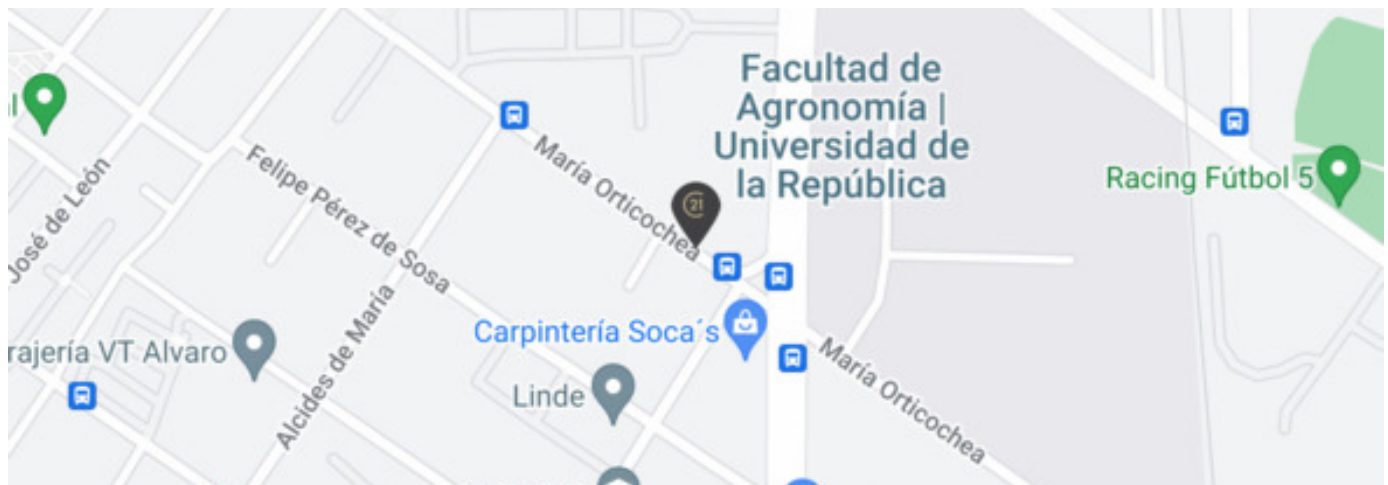 Facultad de
Agronomía |
Universidad de
la República
María Orticochea
Racing Fútbol 5
21
Felipe Pérez de Sosa
José de León
Alcides de María
Carpintería Soca´s
rajería VT Alvaro
María Orticochea
Linde